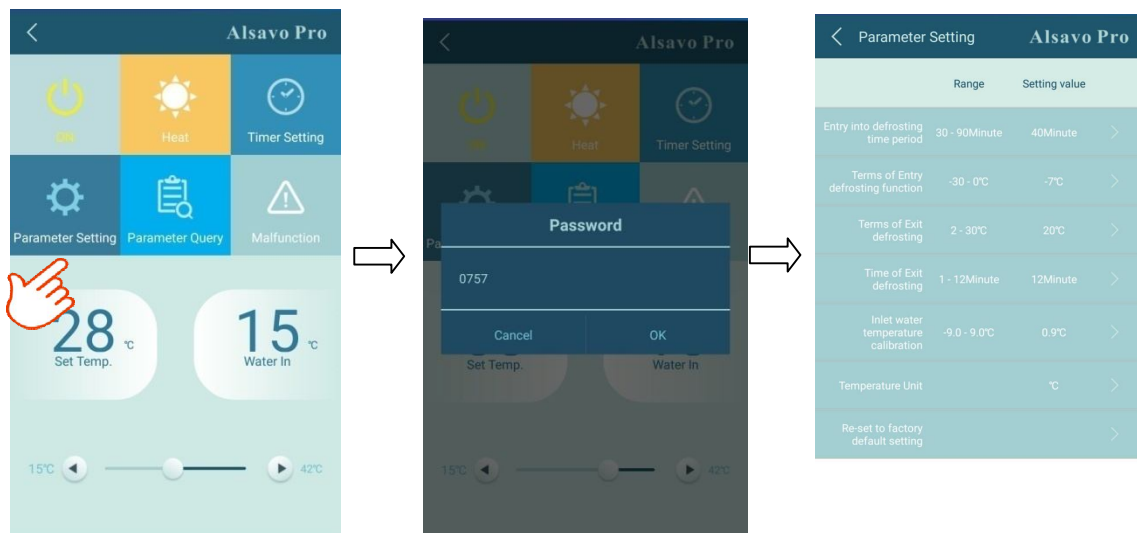 Alsavo Pro
ON
Heat
Timer Setting
Parameter Setting
Parameter Query
Malfunction
28 ℃
Set Temp.
15 ℃
Water In
15℃
42℃
Alsavo Pro
ON
Heat
Timer Setting
Pa
Password
0757
Cancel
OK
Set Temp.
Water In
15℃
42℃
Parameter Setting
Alsavo Pro
Range
Setting value
Entry into defrosting
time period
30 - 90Minute
40Minute
Terms of Entry
defrosting function
-30 - 0℃
-7℃
Terms of Exit
defrosting
2 - 30℃
20℃
Time of Exit
defrosting
1 - 12Minute
12Minute
Inlet water
temperature
calibration
-9.0 - 9.0℃
0.9℃
Temperature Unit
℃
Re-set to factory
default setting